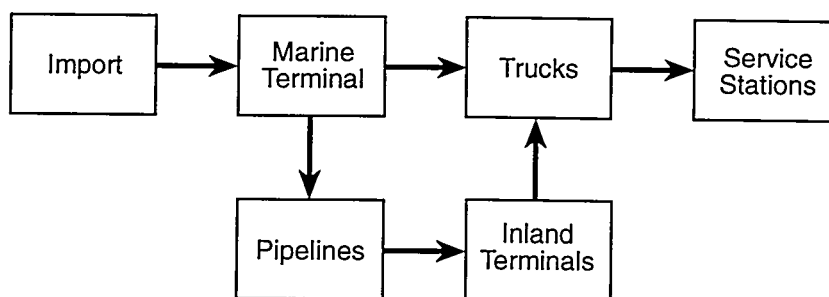 Import
Marine
Terminal
Trucks
Service
Stations
Pipelines
Inland
Terminals